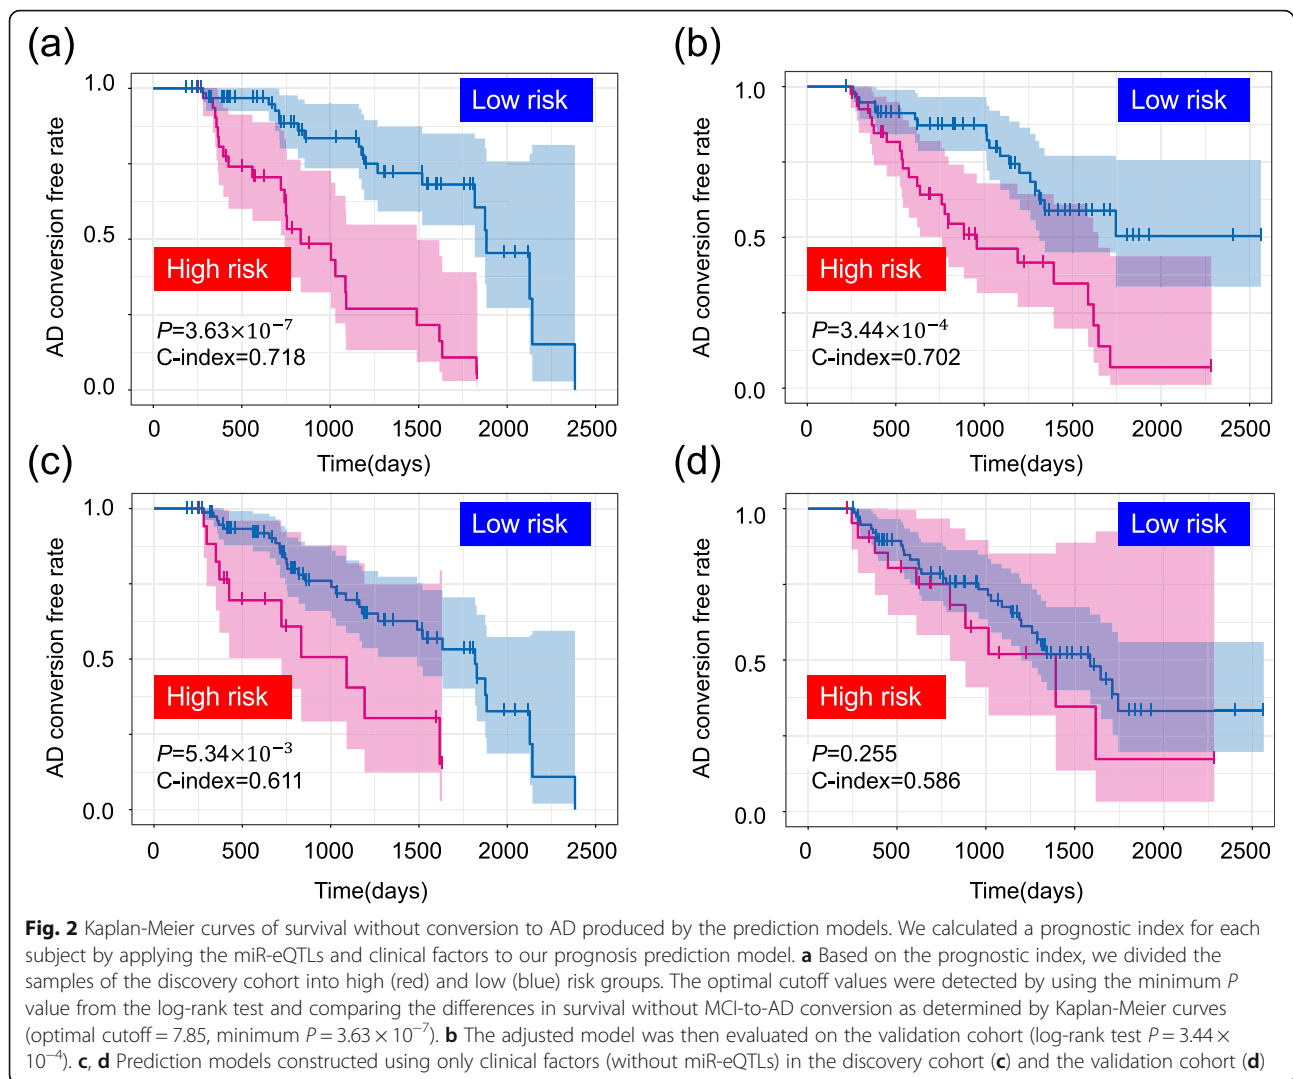 (a)
AD conversion free rate
1.0
0.5
0.0
Low risk
High risk
P=3.63×10⁻⁷
C-index=0.718
0 500 1000 1500 2000 2500
Time(days)
(b)
AD conversion free rate
1.0
0.5
0.0
Low risk
High risk
P=3.44×10⁻⁴
C-index=0.702
0 500 1000 1500 2000 2500
Time(days)
(c)
AD conversion free rate
1.0
0.5
0.0
Low risk
High risk
P=5.34×10⁻³
C-index=0.611
0 500 1000 1500 2000 2500
Time(days)
(d)
AD conversion free rate
1.0
0.5
0.0
Low risk
High risk
P=0.255
C-index=0.586
0 500 1000 1500 2000 2500
Time(days)
Fig. 2 Kaplan-Meier curves of survival without conversion to AD produced by the prediction models. We calculated a prognostic index for each
subject by applying the miR-eQTLs and clinical factors to our prognosis prediction model. a Based on the prognostic index, we divided the
samples of the discovery cohort into high (red) and low (blue) risk groups. The optimal cutoff values were detected by using the minimum P
value from the log-rank test and comparing the differences in survival without MCI-to-AD conversion as determined by Kaplan-Meier curves
(optimal cutoff = 7.85, minimum P = 3.63 × 10⁻⁷). b The adjusted model was then evaluated on the validation cohort (log-rank test P = 3.44 ×
10⁻⁴). c, d Prediction models constructed using only clinical factors (without miR-eQTLs) in the discovery cohort (c) and the validation cohort (d)